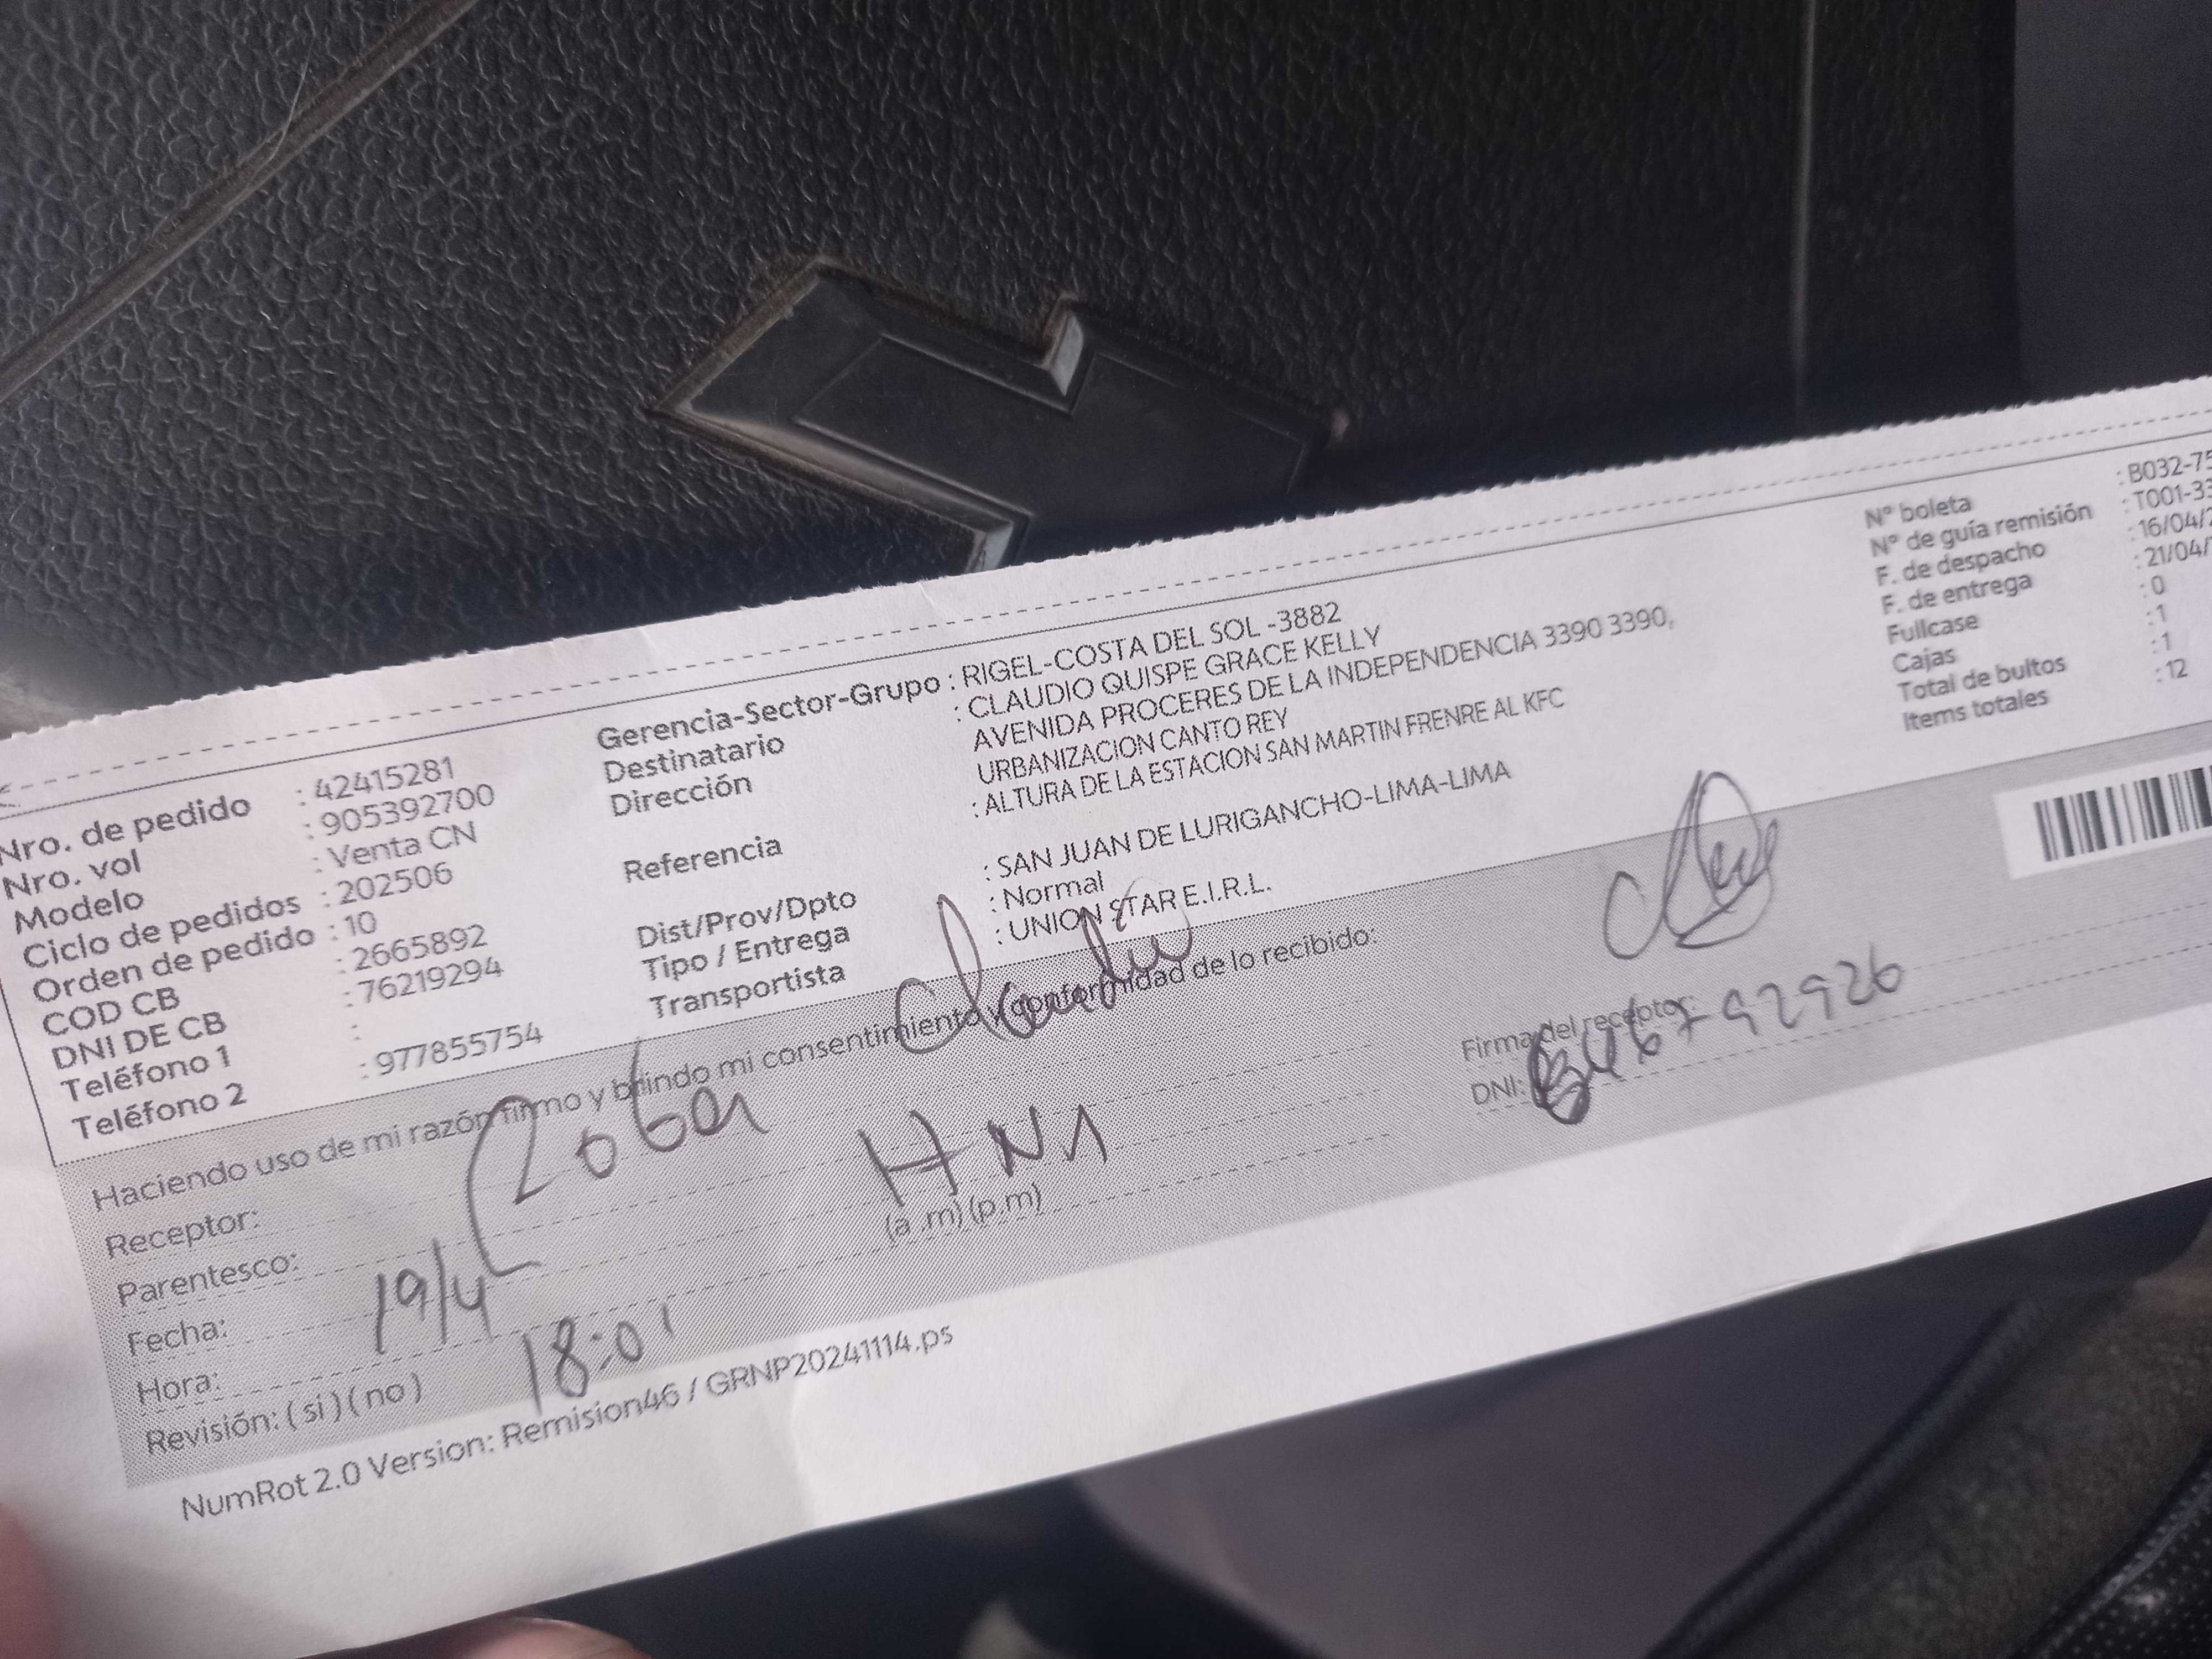 Nro. de pedido : 42415281
Nro. vol : 905392700
Modelo : Venta CN
Ciclo de pedidos : 202506
Orden de pedido : 10
COD CB : 2665892
DNI DE CB : 76219294
Teléfono 1 :
Teléfono 2 : 977855754
Gerencia-Sector-Grupo : RIGEL-COSTA DEL SOL -3882
Destinatario : CLAUDIO QUISPE GRACE KELLY
Dirección AVENIDA PROCERES DE LA INDEPENDENCIA 3390 3390,
URBANIZACION CANTO REY
Referencia : ALTURA DE LA ESTACION SAN MARTIN FRENRE AL KFC
Dist/Prov/Dpto : SAN JUAN DE LURIGANCHO-LIMA-LIMA
Tipo / Entrega : Normal
Transportista : UNION STAR E.I.R.L.
N° boleta : B032-75
N° de guía remisión : T001-33
F. de despacho : 16/04/
F. de entrega : 21/04/
Fullcase : 0
Cajas : 1
Total de bultos : 1
Items totales : 12
Haciendo uso de mi razón firmo y brindo mi consentimiento y conformidad de lo recibido:
Receptor: Claudio
Parentesco: HNA
Fecha: 19/4
Hora: 18:01 (a .m) (p.m)
Revisión: ( si ) ( no )
Firma del receptor:
DNI: 92926
NumRot 2.0 Version: Remision46 / GRNP20241114.ps